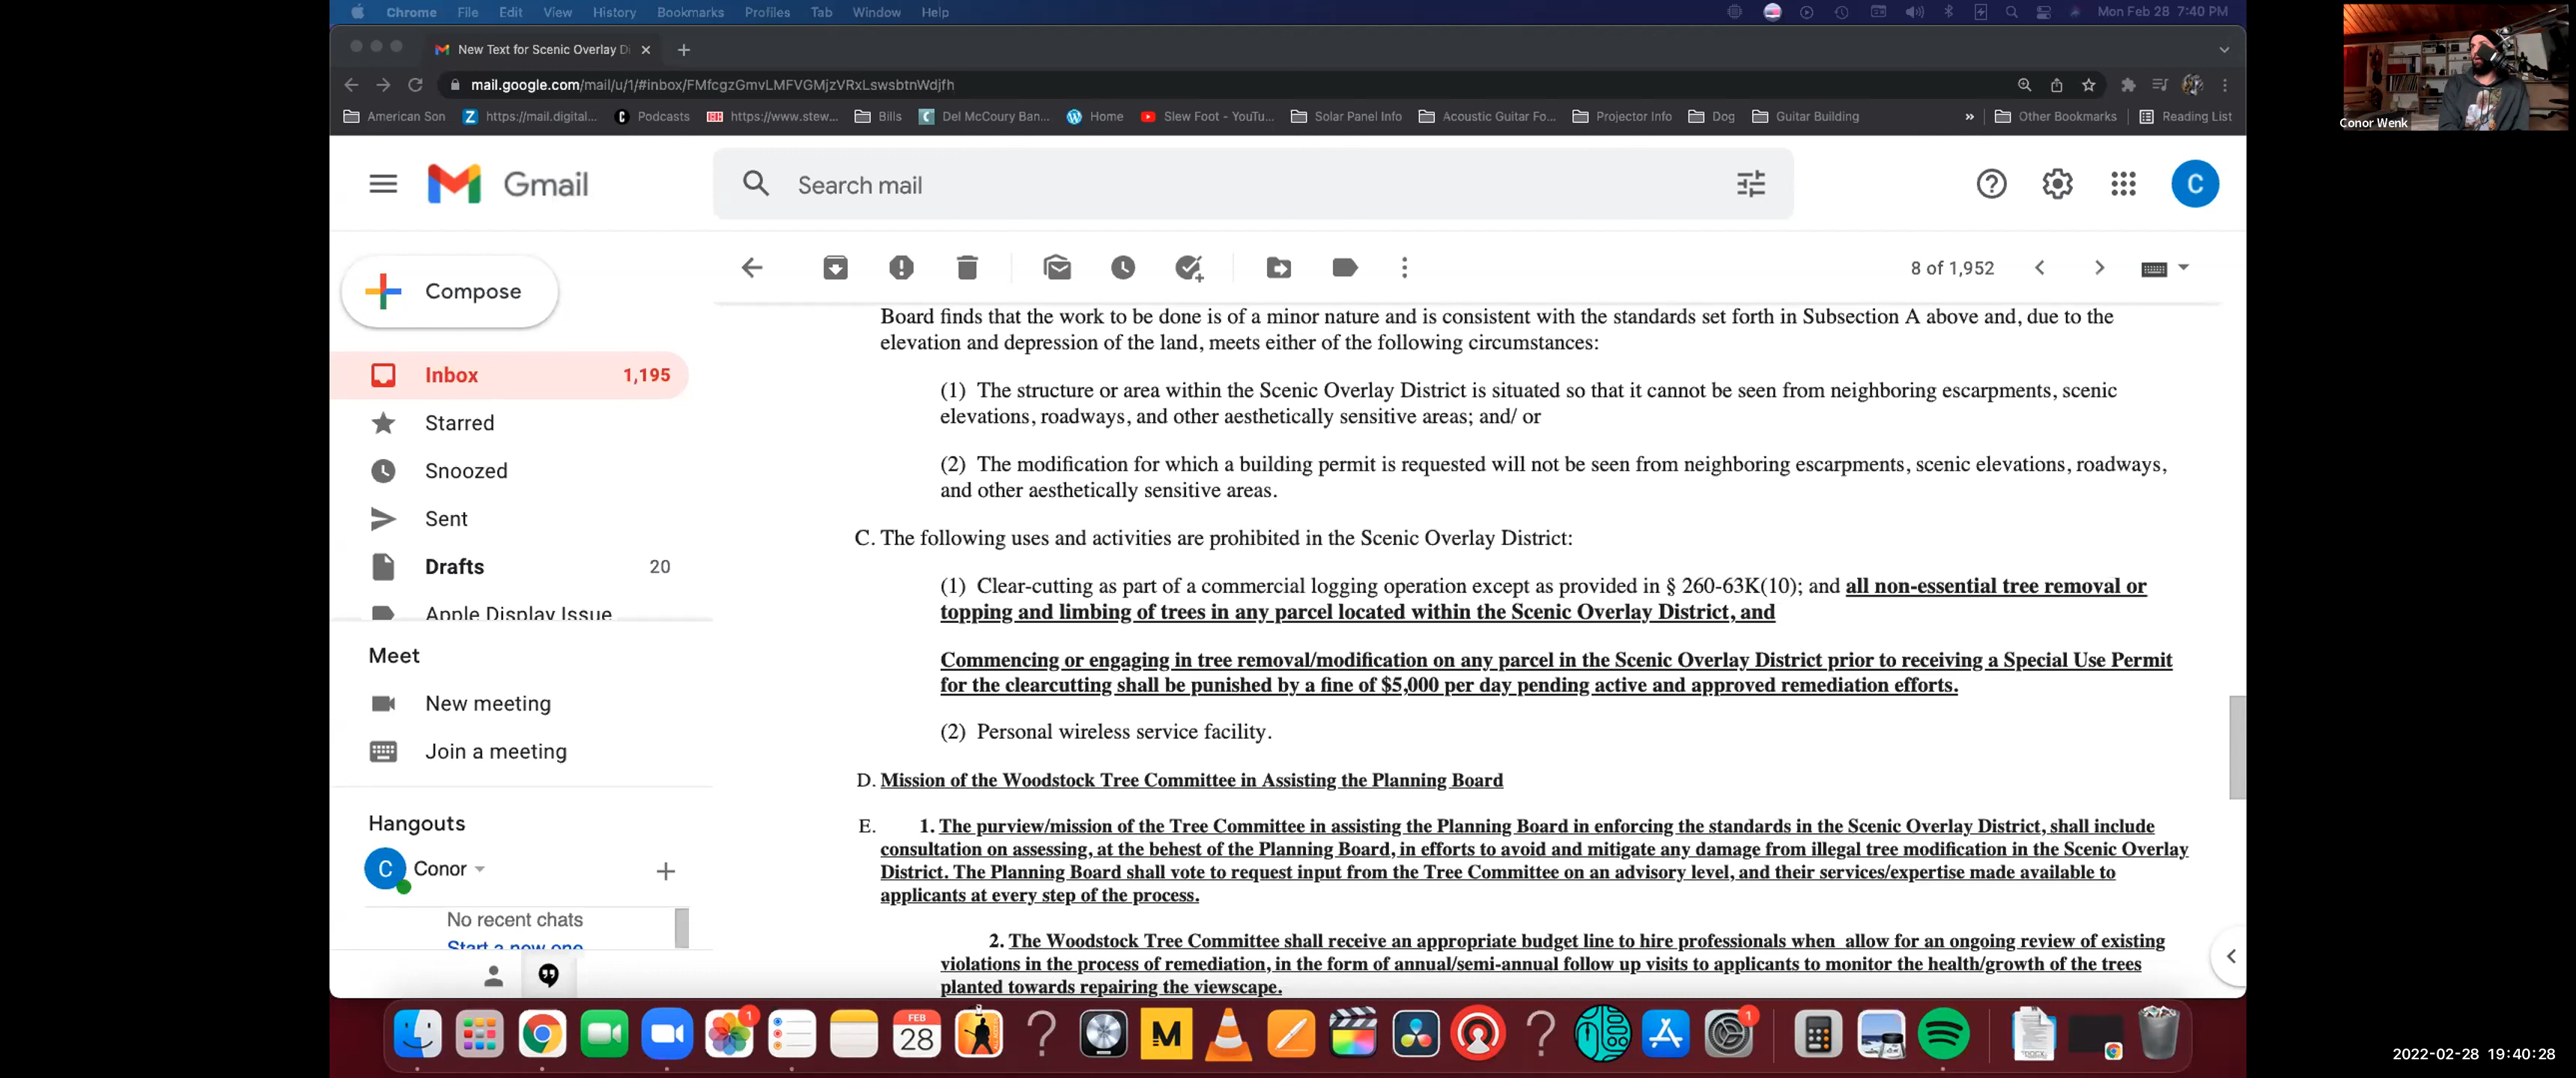 Chrome File Edit View History Bookmarks Profiles Tab Window Help Mon Feb 28 7:40 PM
New Text for Scenic Overlay Di
mail.google.com/mail/u/1/#inbox/FMfcgzGmvLMFVGMjzVRxLswsbtnWdjfh
American Son https://mail.digital... Podcasts https://www.stew... Bills Del McCoury Ban... Home Slew Foot - YouTu... Solar Panel Info Acoustic Guitar Fo... Projector Info Dog Guitar Building » Other Bookmarks Reading List
Conor Wenk
Gmail
Search mail
C
Compose
8 of 1,952
Inbox 1,195
Starred
Snoozed
Sent
Drafts 20
Apple Display Issue
Meet
New meeting
Join a meeting
Hangouts
C Conor
No recent chats
Start a new one
Board finds that the work to be done is of a minor nature and is consistent with the standards set forth in Subsection A above and, due to the
elevation and depression of the land, meets either of the following circumstances:
(1) The structure or area within the Scenic Overlay District is situated so that it cannot be seen from neighboring escarpments, scenic
elevations, roadways, and other aesthetically sensitive areas; and/ or
(2) The modification for which a building permit is requested will not be seen from neighboring escarpments, scenic elevations, roadways,
and other aesthetically sensitive areas.
C. The following uses and activities are prohibited in the Scenic Overlay District:
(1) Clear-cutting as part of a commercial logging operation except as provided in § 260-63K(10); and all non-essential tree removal or
topping and limbing of trees in any parcel located within the Scenic Overlay District, and
Commencing or engaging in tree removal/modification on any parcel in the Scenic Overlay District prior to receiving a Special Use Permit
for the clearcutting shall be punished by a fine of $5,000 per day pending active and approved remediation efforts.
(2) Personal wireless service facility.
D. Mission of the Woodstock Tree Committee in Assisting the Planning Board
E. 1. The purview/mission of the Tree Committee in assisting the Planning Board in enforcing the standards in the Scenic Overlay District, shall include
consultation on assessing, at the behest of the Planning Board, in efforts to avoid and mitigate any damage from illegal tree modification in the Scenic Overlay
District. The Planning Board shall vote to request input from the Tree Committee on an advisory level, and their services/expertise made available to
applicants at every step of the process.
2. The Woodstock Tree Committee shall receive an appropriate budget line to hire professionals when allow for an ongoing review of existing
violations in the process of remediation, in the form of annual/semi-annual follow up visits to applicants to monitor the health/growth of the trees
planted towards repairing the viewscape.
1
FEB
28
M
1
2022-02-28 19:40:28